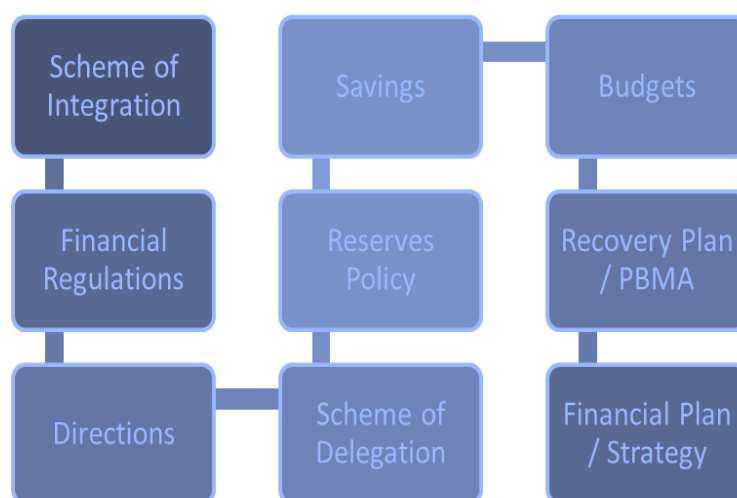 Scheme of
Integration
Financial
Regulations
Directions
Scheme of
Delegation
Reserves
Policy
Savings
Budgets
Recovery Plan
/ PBMA
Financial Plan
/ Strategy